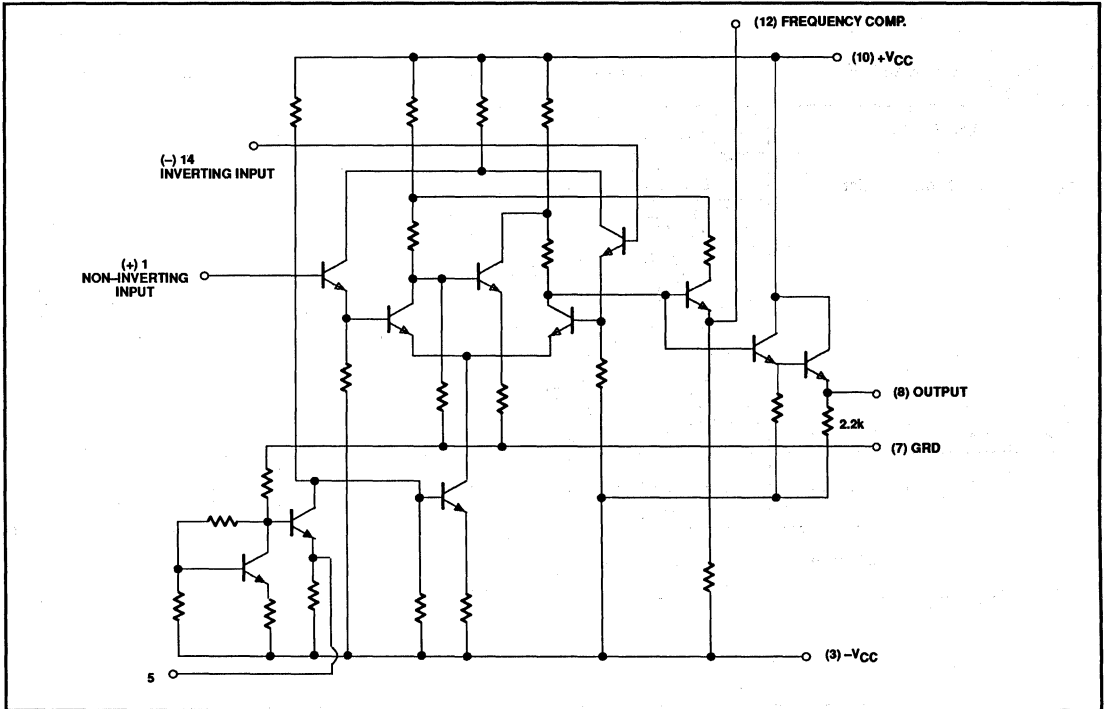 (12) FREQUENCY COMP.
(10) +VCC
(–) 14
INVERTING INPUT
(+) 1
NON–INVERTING
INPUT
(8) OUTPUT
2.2k
(7) GRD
(3) –VCC
5